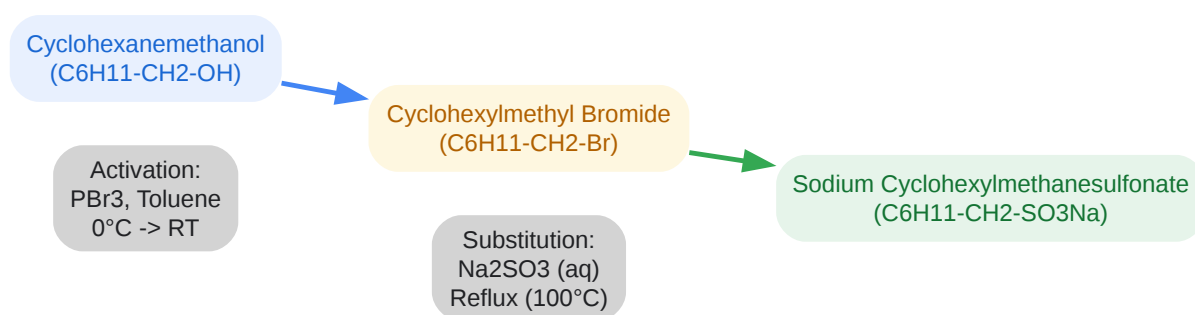 Cyclohexanemethanol
(C6H11-CH2-OH)
Cyclohexylmethyl Bromide
(C6H11-CH2-Br)
Sodium Cyclohexylmethanesulfonate
(C6H11-CH2-SO3Na)
Activation:
PBr3, Toluene
0°C -> RT
Substitution:
Na2SO3 (aq)
Reflux (100°C)